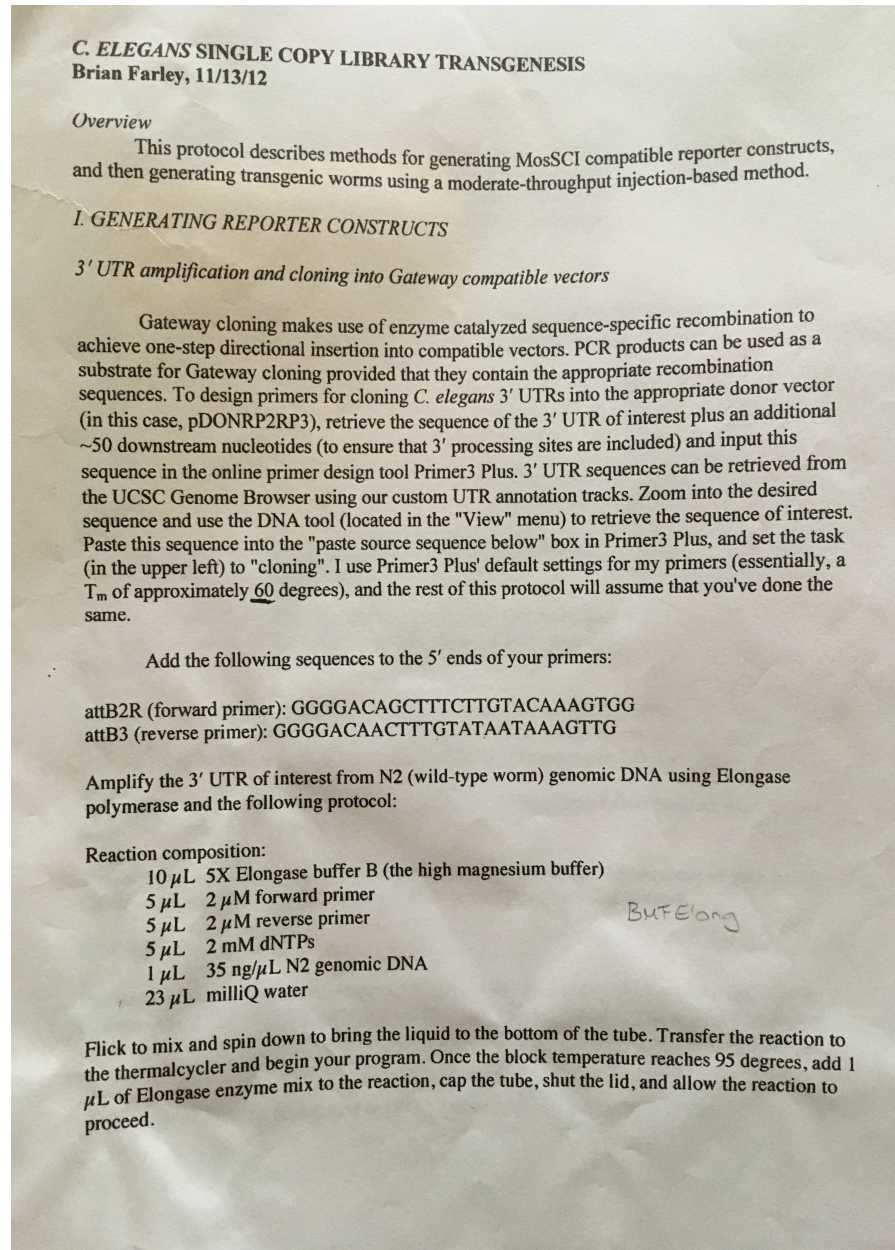 C. ELEGANS SINGLE COPY LIBRARY TRANSGENESIS
Brian Farley, 11/13/12
Overview
This protocol describes methods for generating MosSCI compatible reporter constructs,
and then generating transgenic worms using a moderate-throughput injection-based method.
I. GENERATING REPORTER CONSTRUCTS
3′ UTR amplification and cloning into Gateway compatible vectors
Gateway cloning makes use of enzyme catalyzed sequence-specific recombination to
achieve one-step directional insertion into compatible vectors. PCR products can be used as a
substrate for Gateway cloning provided that they contain the appropriate recombination
sequences. To design primers for cloning C. elegans 3′ UTRs into the appropriate donor vector
(in this case, pDONRP2RP3), retrieve the sequence of the 3′ UTR of interest plus an additional
~50 downstream nucleotides (to ensure that 3′ processing sites are included) and input this
sequence in the online primer design tool Primer3 Plus. 3′ UTR sequences can be retrieved from
the UCSC Genome Browser using our custom UTR annotation tracks. Zoom into the desired
sequence and use the DNA tool (located in the "View" menu) to retrieve the sequence of interest.
Paste this sequence into the "paste source sequence below" box in Primer3 Plus, and set the task
(in the upper left) to "cloning". I use Primer3 Plus' default settings for my primers (essentially, a
Tm of approximately 60 degrees), and the rest of this protocol will assume that you've done the
same.
Add the following sequences to the 5′ ends of your primers:
attB2R (forward primer): GGGGACAGCTTTCTTGTACAAAGTGG
attB3 (reverse primer): GGGGACAACTTTGTATAATAAAGTTG
Amplify the 3′ UTR of interest from N2 (wild-type worm) genomic DNA using Elongase
polymerase and the following protocol:
Reaction composition:
10 μL 5X Elongase buffer B (the high magnesium buffer)
5 μL 2 μM forward primer
5 μL 2 μM reverse primer
BMFElong
5 μL 2 mM dNTPs
1 μL 35 ng/μL N2 genomic DNA
23 μL milliQ water
Flick to mix and spin down to bring the liquid to the bottom of the tube. Transfer the reaction to
the thermalcycler and begin your program. Once the block temperature reaches 95 degrees, add 1
μL of Elongase enzyme mix to the reaction, cap the tube, shut the lid, and allow the reaction to
proceed.